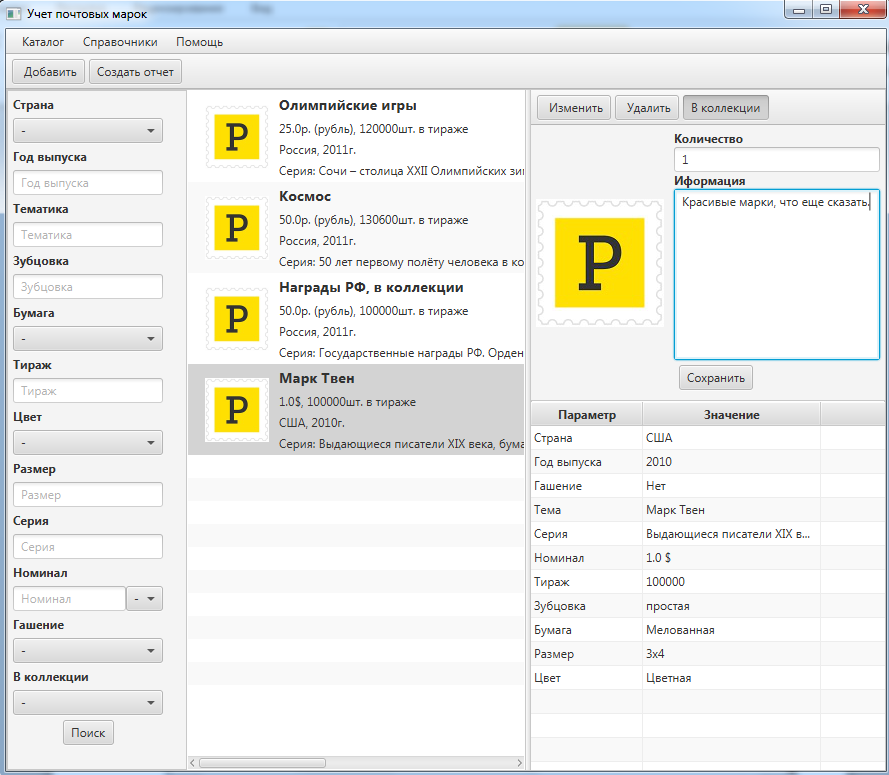 Учет почтовых марок
Каталог Справочники Помощь
Добавить Создать отчет
Страна
-
Год выпуска
Год выпуска
Тематика
Тематика
Зубцовка
Зубцовка
Бумага
-
Тираж
Тираж
Цвет
-
Размер
Размер
Серия
Серия
Номинал
Номинал -
Гашение
-
В коллекции
-
Поиск
P
Олимпийские игры
25.0р. (рубль), 120000шт. в тираже
Россия, 2011г.
Серия: Сочи – столица XXII Олимпийских зи
P
Космос
50.0р. (рубль), 130600шт. в тираже
Россия, 2011г.
Серия: 50 лет первому полёту человека в ко
P
Награды РФ, в коллекции
50.0р. (рубль), 100000шт. в тираже
Россия, 2011г.
Серия: Государственные награды РФ. Орден
P
Марк Твен
1.0$, 100000шт. в тираже
США, 2010г.
Серия: Выдающиеся писатели XIX века, бума
Изменить Удалить В коллекции
P
Количество
1
Иформация
Красивые марки, что еще сказать.
Сохранить
Параметр Значение
Страна США
Год выпуска 2010
Гашение Нет
Тема Марк Твен
Серия Выдающиеся писатели XIX в...
Номинал 1.0 $
Тираж 100000
Зубцовка простая
Бумага Мелованная
Размер 3x4
Цвет Цветная